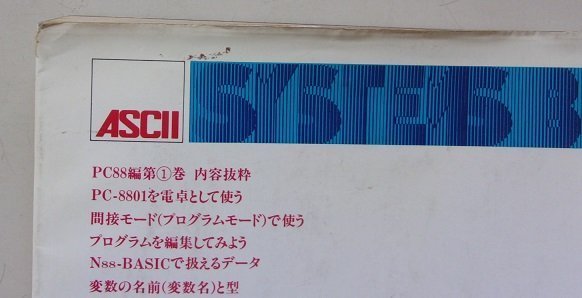 ASCII
SYSTEMS B
PC88編第①巻 内容抜粋
PC-8801を電卓として使う
間接モード(プログラムモード)で使う
プログラムを編集してみよう
N88-BASICで扱えるデータ
変数の名前(変数名)と型